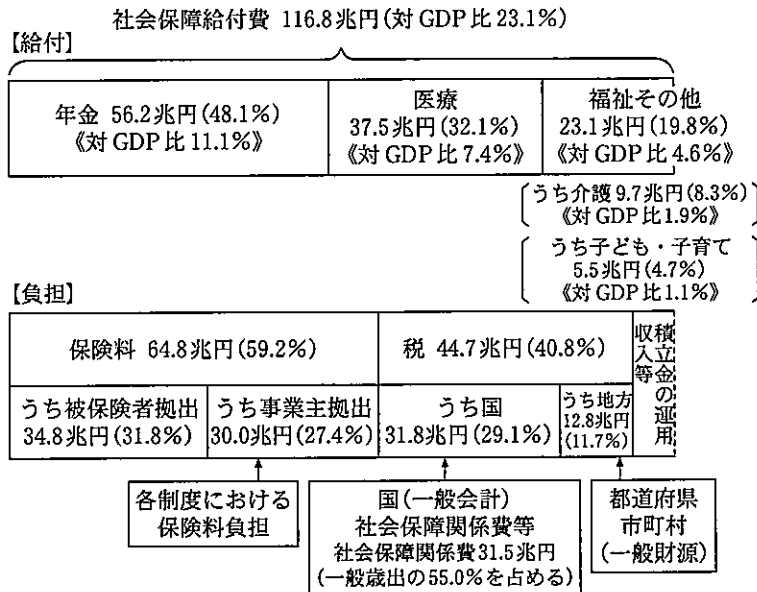 社会保障給付費 116.8兆円(対GDP比23.1%)
【給付】
年金 56.2兆円(48.1%)
《対GDP比11.1%》
医療
37.5兆円(32.1%)
《対GDP比7.4%》
福祉その他
23.1兆円(19.8%)
《対GDP比4.6%》
うち介護9.7兆円(8.3%)
《対GDP比1.9%》
うち子ども・子育て
5.5兆円(4.7%)
《対GDP比1.1%》
【負担】
保険料 64.8兆円(59.2%)
税 44.7兆円(40.8%)
積立金の運用
収入等
うち被保険者拠出
34.8兆円(31.8%)
うち事業主拠出
30.0兆円(27.4%)
うち国
31.8兆円(29.1%)
うち地方
12.8兆円
(11.7%)
各制度における
保険料負担
国(一般会計)
社会保障関係費等
社会保障関係費31.5兆円
(一般歳出の55.0%を占める)
都道府県
市町村
(一般財源)